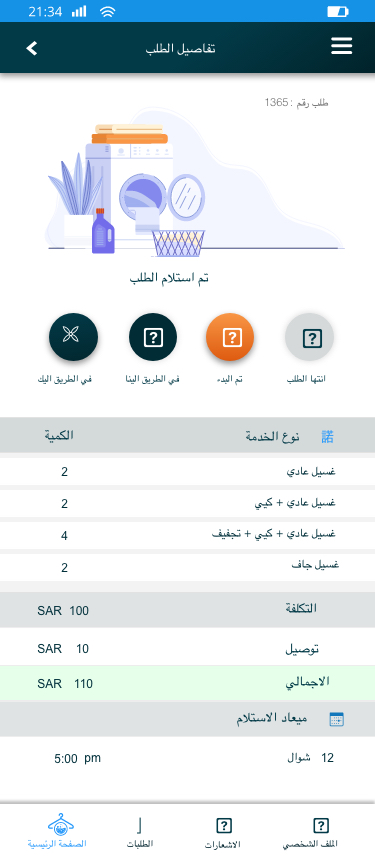 21:34
تفاصيل الطلب
طلب رقم : 1365
تم استلام الطلب
انتها الطلب
تم البدء
في الطريق الينا
في الطريق اليك
諾 نوع الخدمة الكمية
غسيل عادي 2
غسيل عادي + كيي 2
غسيل عادي + كيي + تجفيف 4
غسيل جاف 2
التكلفة 100 SAR
توصيل 10 SAR
الاجمالي 110 SAR
ميعاد الاستلام
12 شوال 5:00 pm
الملف الشخصي
الاشعارات
الطلبات
الصفحة الرئيسية